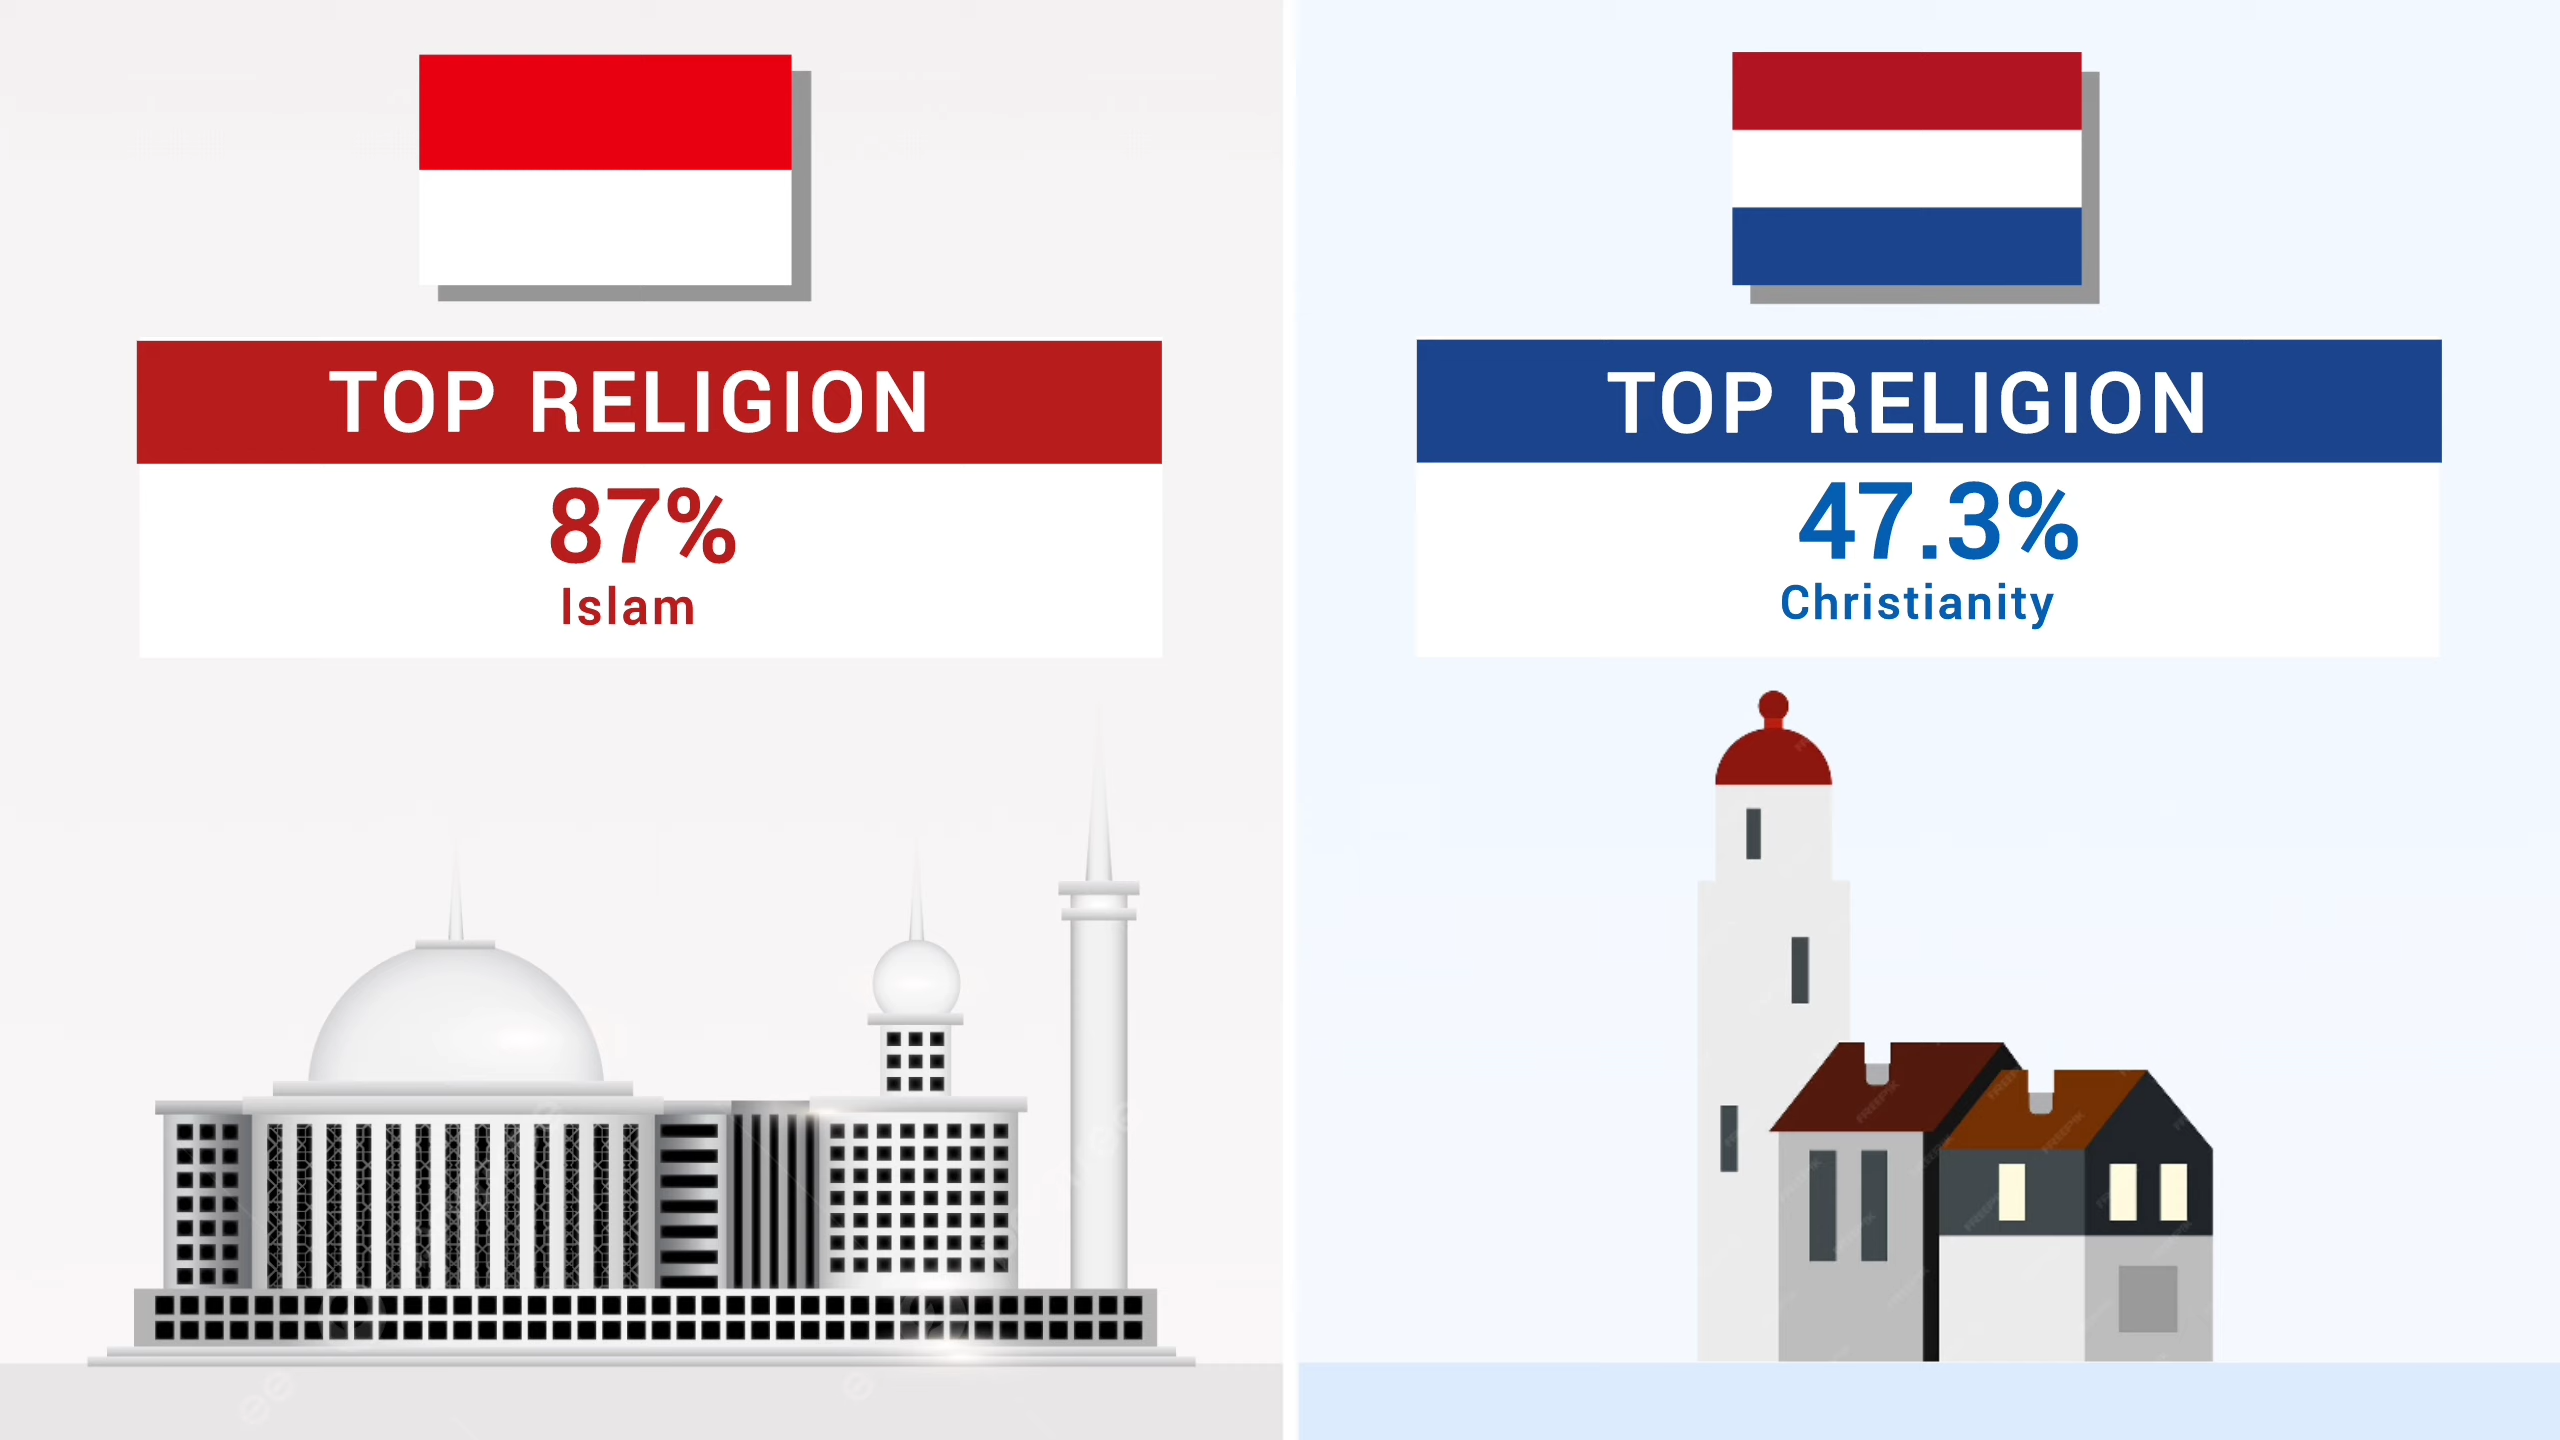 TOP RELIGION
87%
Islam
TOP RELIGION
47.3%
Christianity